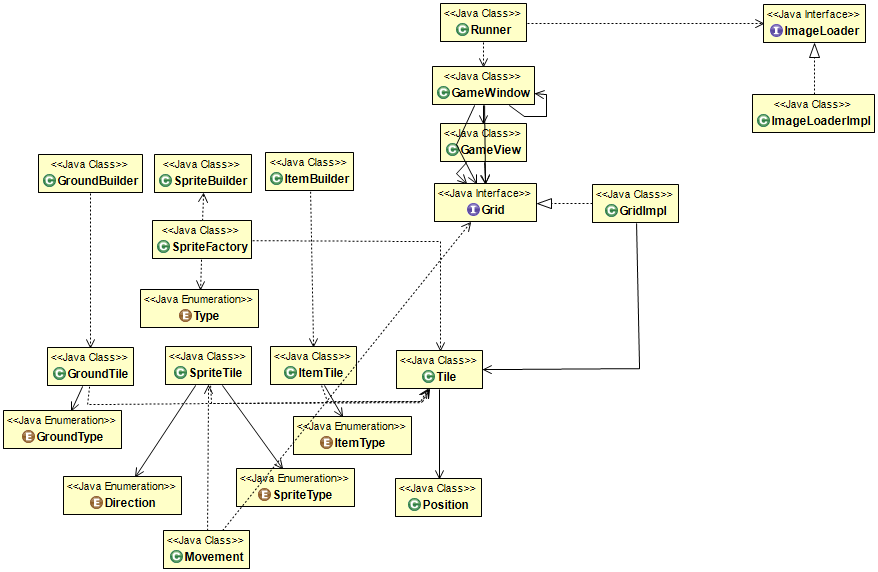 <<Java Class>>
Runner
<<Java Interface>>
ImageLoader
<<Java Class>>
GameWindow
<<Java Class>>
ImageLoaderImpl
<<Java Class>>
GameView
<<Java Class>>
GroundBuilder
<<Java Class>>
SpriteBuilder
<<Java Class>>
ItemBuilder
<<Java Interface>>
Grid
<<Java Class>>
GridImpl
<<Java Class>>
SpriteFactory
<<Java Enumeration>>
Type
<<Java Class>>
GroundTile
<<Java Class>>
SpriteTile
<<Java Class>>
ItemTile
<<Java Class>>
Tile
<<Java Enumeration>>
GroundType
<<Java Enumeration>>
ItemType
<<Java Enumeration>>
Direction
<<Java Enumeration>>
SpriteType
<<Java Class>>
Position
<<Java Class>>
Movement